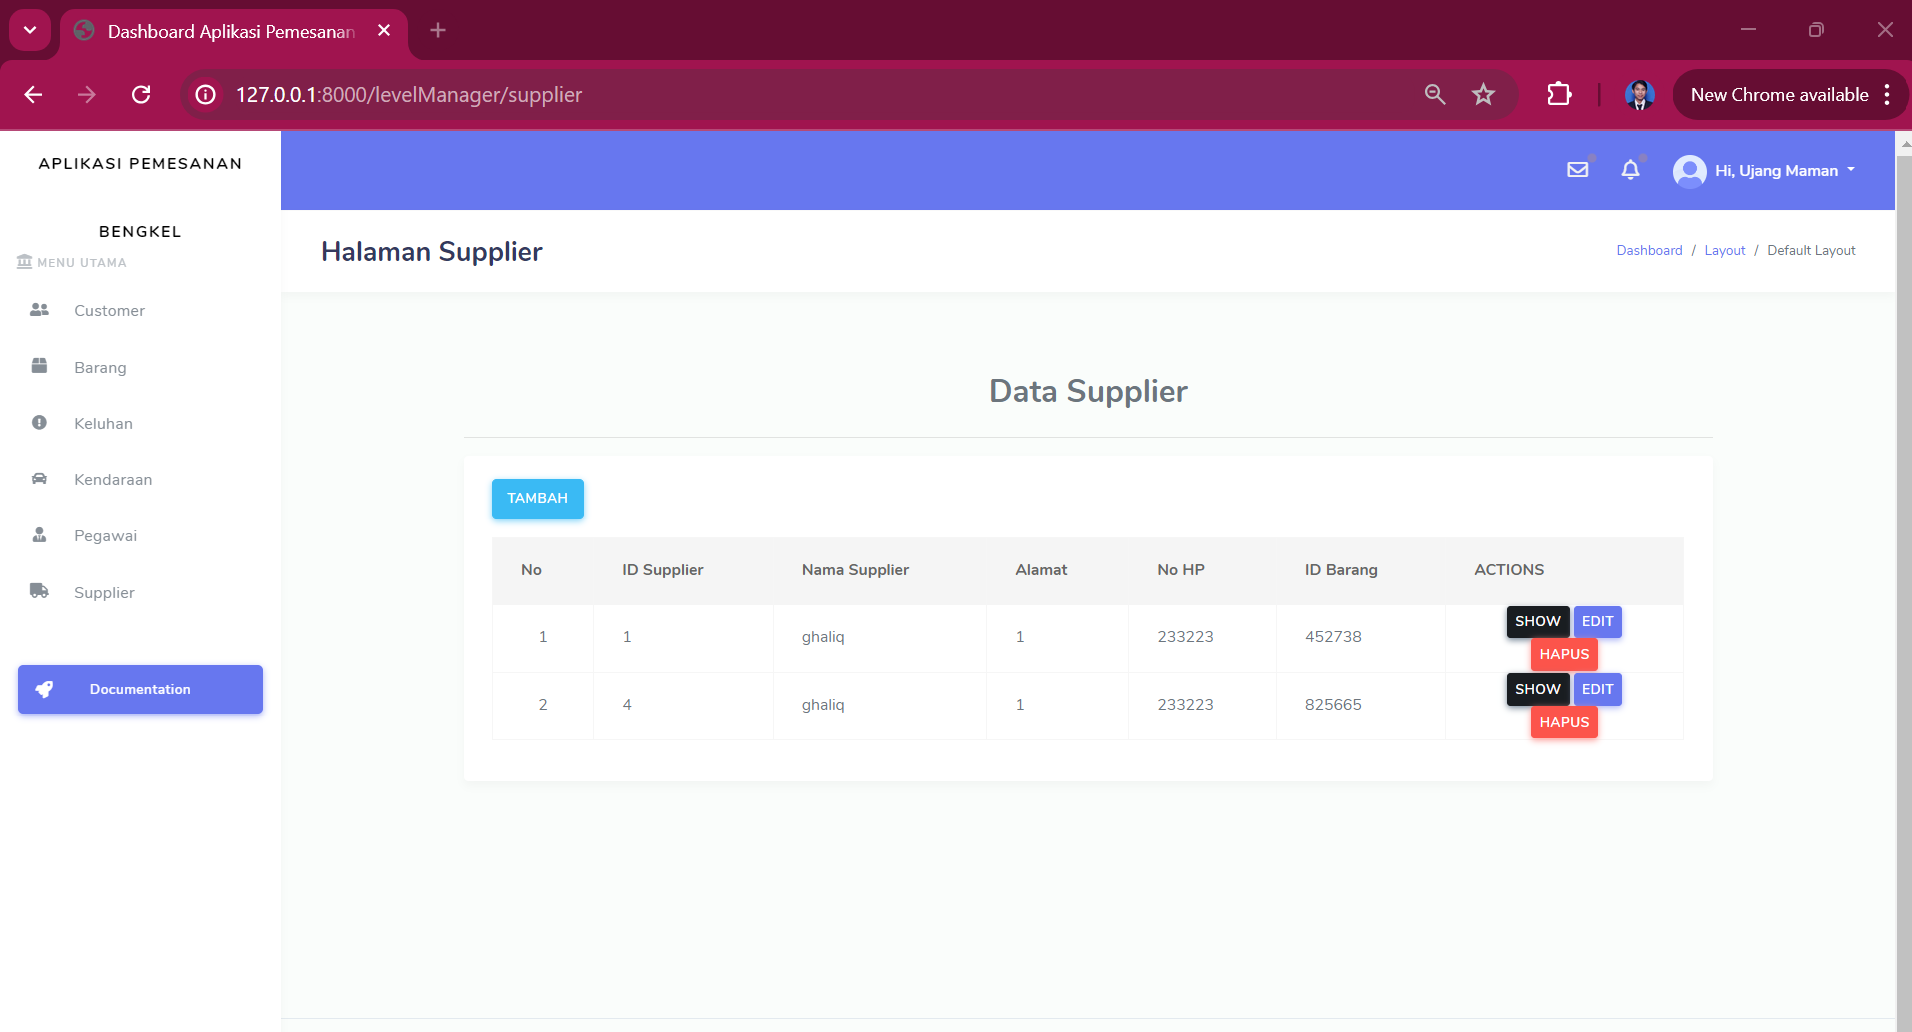 Dashboard Aplikasi Pemesanan
127.0.0.1:8000/levelManager/supplier
New Chrome available
APLIKASI PEMESANAN
BENGKEL
MENU UTAMA
Customer
Barang
Keluhan
Kendaraan
Pegawai
Supplier
Documentation
Hi, Ujang Maman
Halaman Supplier
Dashboard / Layout / Default Layout
Data Supplier
TAMBAH
No ID Supplier Nama Supplier Alamat No HP ID Barang ACTIONS
1 1 ghaliq 1 233223 452738 SHOW EDIT
HAPUS
2 4 ghaliq 1 233223 825665 SHOW EDIT
HAPUS